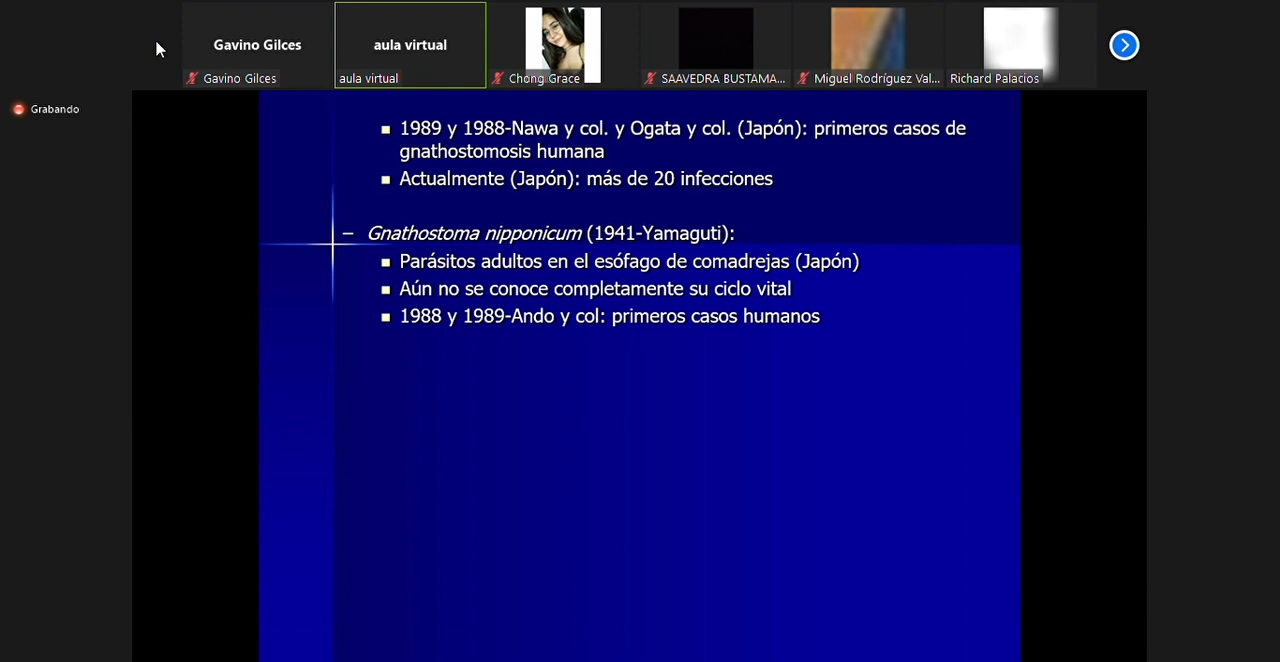 Gavino Gilces
aula virtual
Gavino Gilces
aula virtual
Chong Grace
SAAVEDRA BUSTAMA...
Miguel Rodríguez Val...
Richard Palacios
Grabando
1989 y 1988-Nawa y col. y Ogata y col. (Japón): primeros casos de
gnathostomosis humana
Actualmente (Japón): más de 20 infecciones
– Gnathostoma nipponicum (1941-Yamaguti):
Parásitos adultos en el esófago de comadrejas (Japón)
Aún no se conoce completamente su ciclo vital
1988 y 1989-Ando y col: primeros casos humanos